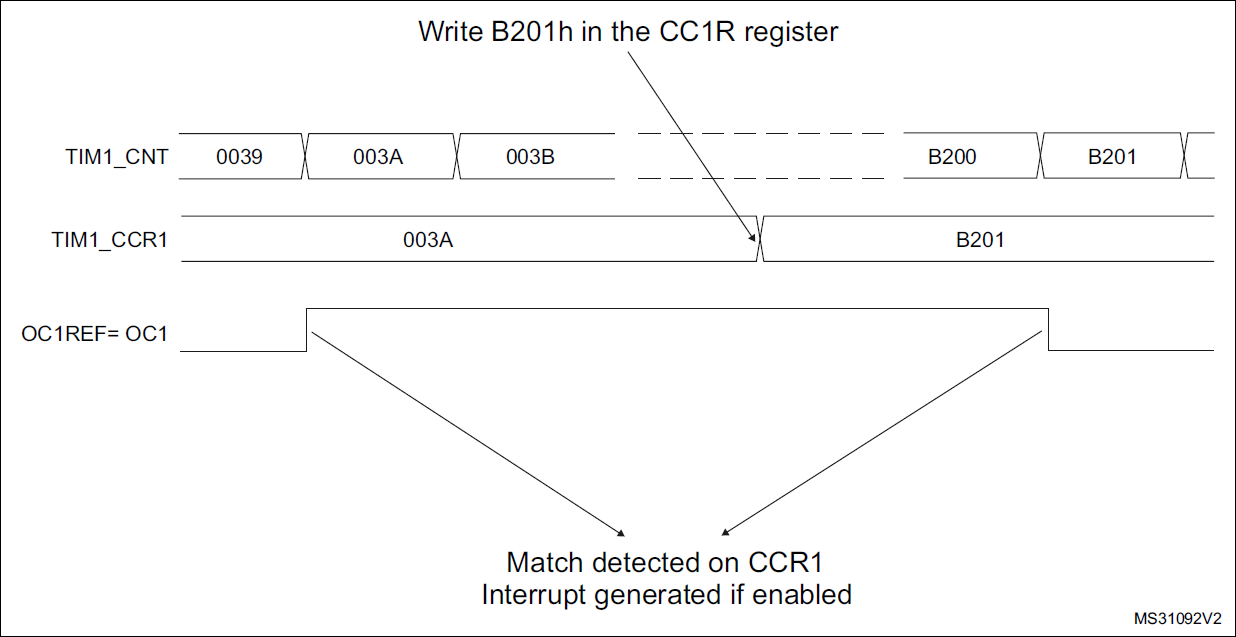 Write B201h in the CC1R register
TIM1_CNT 0039 003A 003B B200 B201
TIM1_CCR1 003A B201
OC1REF= OC1
Match detected on CCR1
Interrupt generated if enabled
MS31092V2